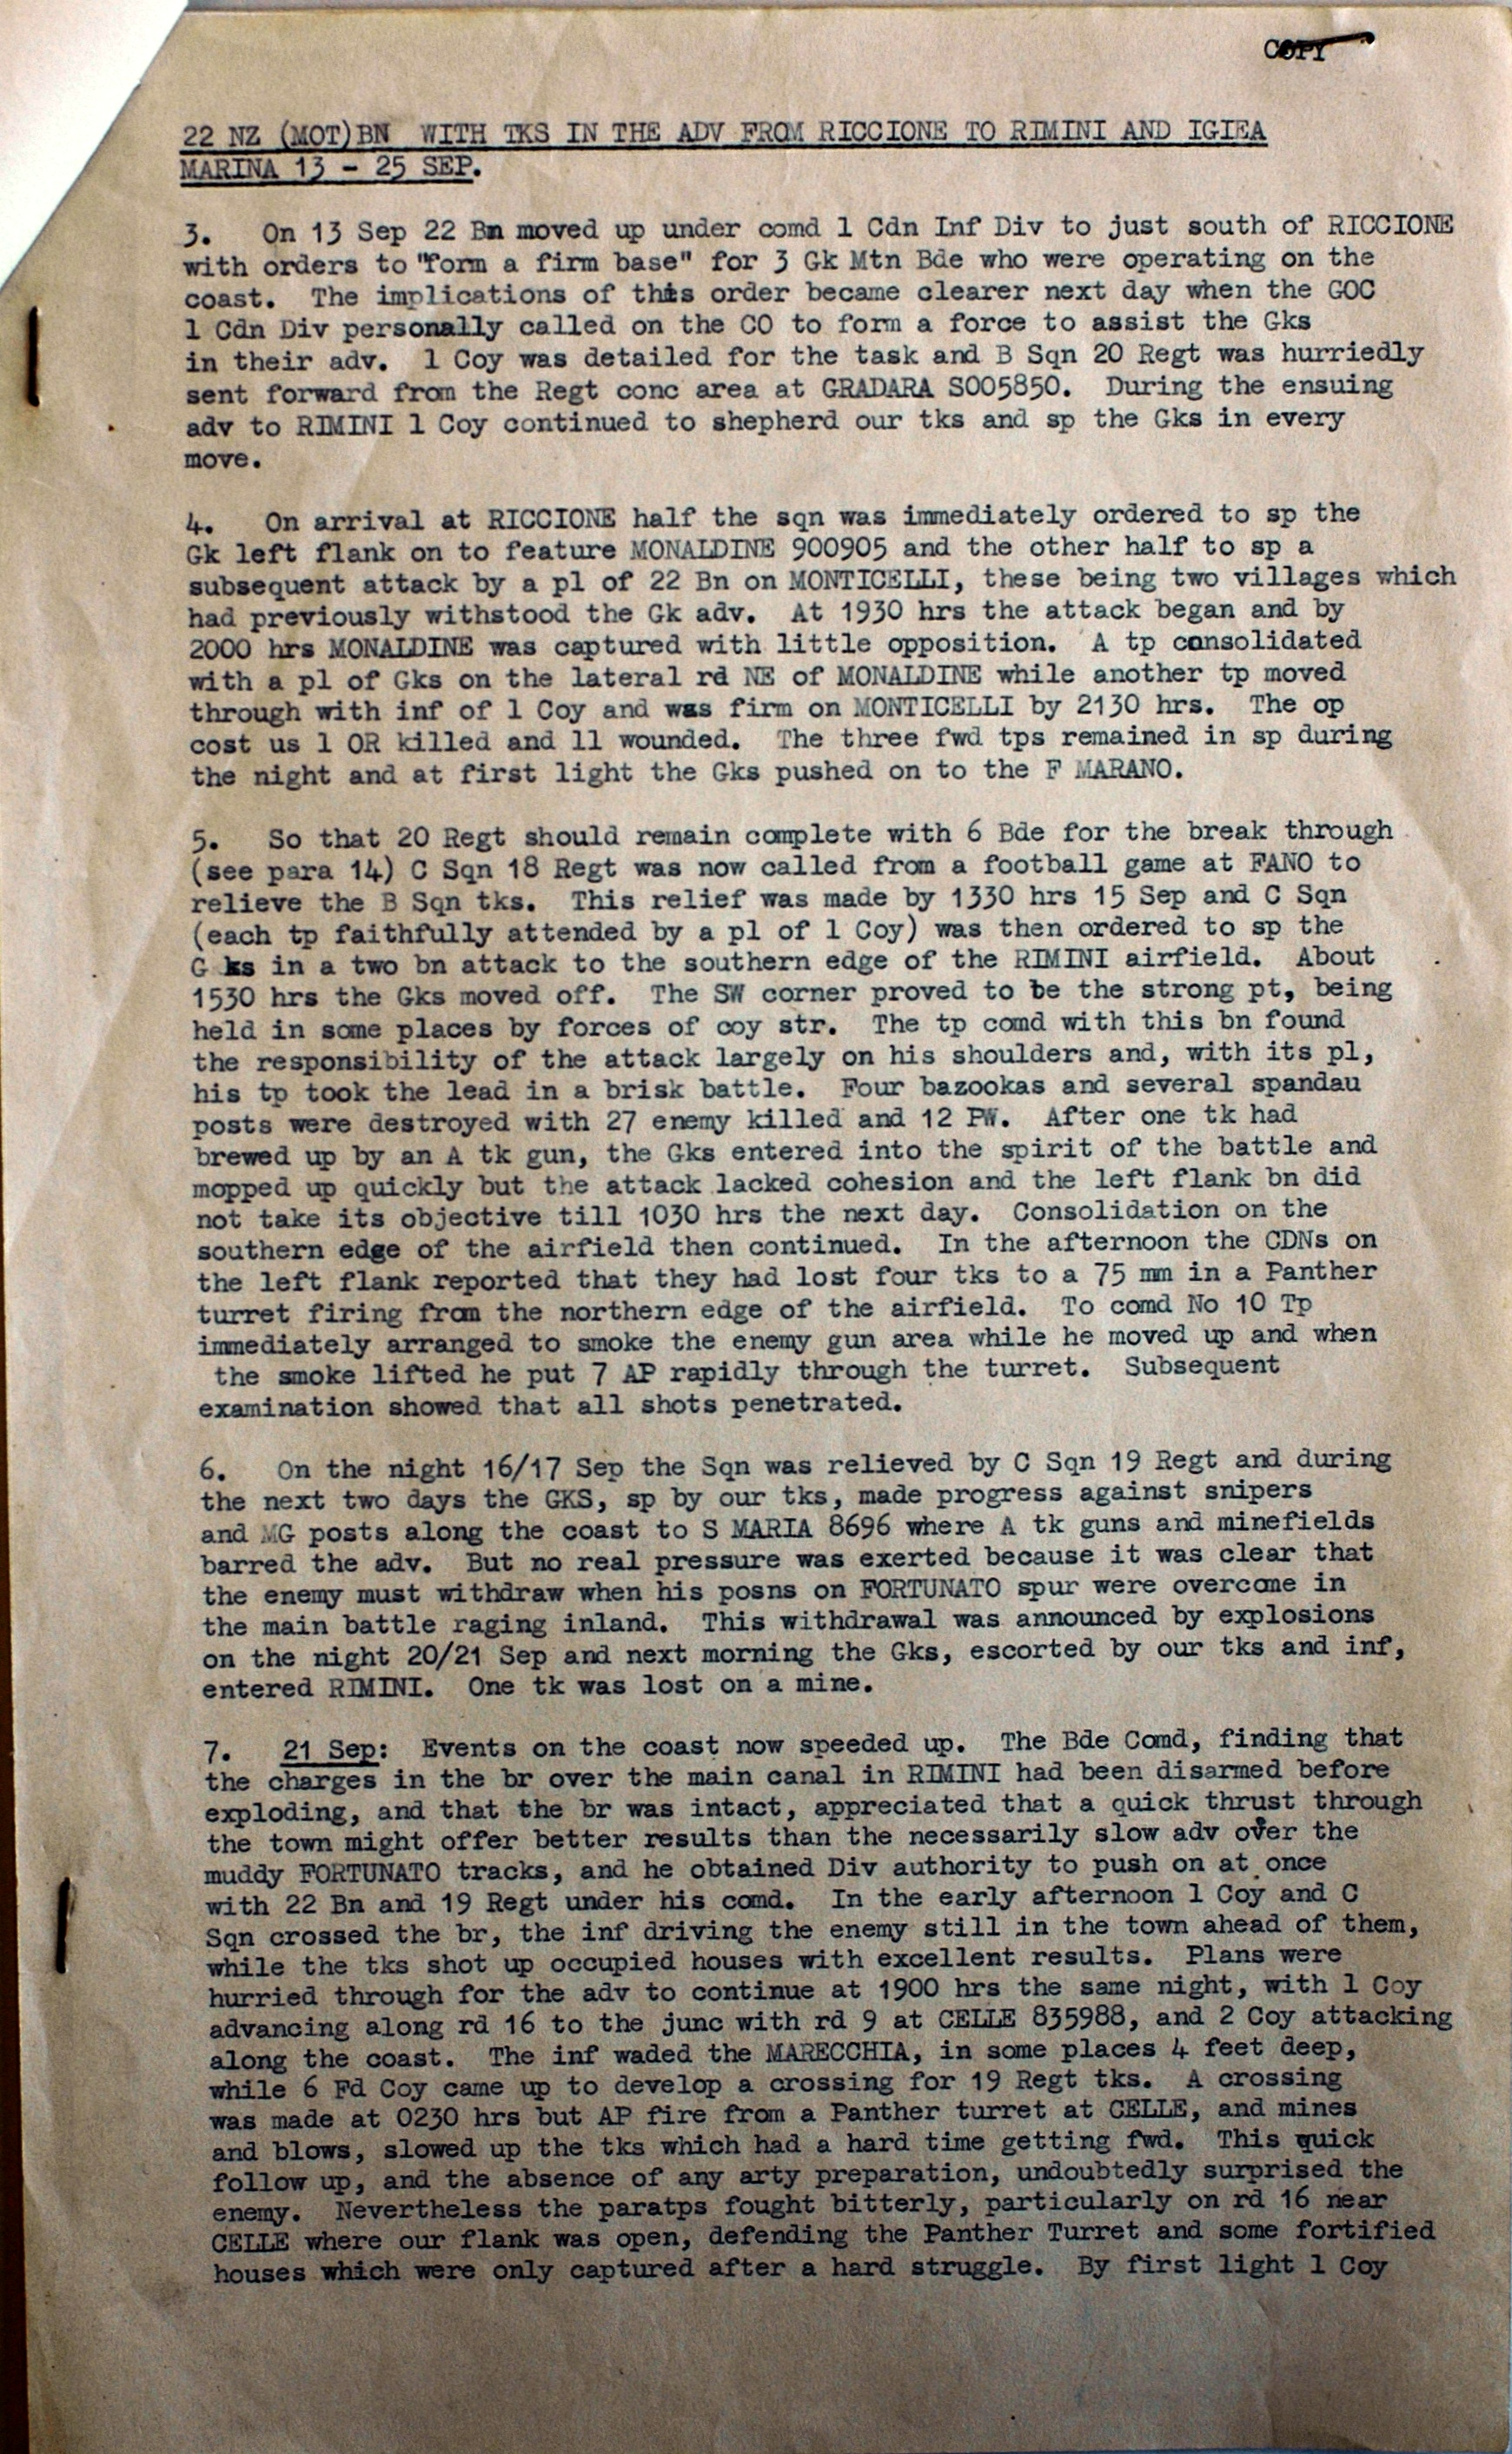 COPY
22 NZ (MOT)BN WITH TKS IN THE ADV FROM RICCIONE TO RIMINI AND IGIEA
MARINA 13 - 25 SEP.
3. On 13 Sep 22 Bn moved up under comd 1 Cdn Inf Div to just south of RICCIONE
with orders to "form a firm base" for 3 Gk Mtn Bde who were operating on the
coast. The implications of this order became clearer next day when the GOC
1 Cdn Div personally called on the CO to form a force to assist the Gks
in their adv. 1 Coy was detailed for the task and B Sqn 20 Regt was hurriedly
sent forward from the Regt conc area at GRADARA S005850. During the ensuing
adv to RIMINI 1 Coy continued to shepherd our tks and sp the Gks in every
move.
4. On arrival at RICCIONE half the sqn was immediately ordered to sp the
Gk left flank on to feature MONALDINE 900905 and the other half to sp a
subsequent attack by a pl of 22 Bn on MONTICELLI, these being two villages which
had previously withstood the Gk adv. At 1930 hrs the attack began and by
2000 hrs MONALDINE was captured with little opposition. A tp consolidated
with a pl of Gks on the lateral rd NE of MONALDINE while another tp moved
through with inf of 1 Coy and was firm on MONTICELLI by 2130 hrs. The op
cost us 1 OR killed and 11 wounded. The three fwd tps remained in sp during
the night and at first light the Gks pushed on to the F MARANO.
5. So that 20 Regt should remain complete with 6 Bde for the break through
(see para 14) C Sqn 18 Regt was now called from a football game at FANO to
relieve the B Sqn tks. This relief was made by 1330 hrs 15 Sep and C Sqn
(each tp faithfully attended by a pl of 1 Coy) was then ordered to sp the
G ks in a two bn attack to the southern edge of the RIMINI airfield. About
1530 hrs the Gks moved off. The SW corner proved to be the strong pt, being
held in some places by forces of coy str. The tp comd with this bn found
the responsibility of the attack largely on his shoulders and, with its pl,
his tp took the lead in a brisk battle. Four bazookas and several spandau
posts were destroyed with 27 enemy killed and 12 PW. After one tk had
brewed up by an A tk gun, the Gks entered into the spirit of the battle and
mopped up quickly but the attack lacked cohesion and the left flank bn did
not take its objective till 1030 hrs the next day. Consolidation on the
southern edge of the airfield then continued. In the afternoon the CDNs on
the left flank reported that they had lost four tks to a 75 mm in a Panther
turret firing from the northern edge of the airfield. To comd No 10 Tp
immediately arranged to smoke the enemy gun area while he moved up and when
the smoke lifted he put 7 AP rapidly through the turret. Subsequent
examination showed that all shots penetrated.
6. On the night 16/17 Sep the Sqn was relieved by C Sqn 19 Regt and during
the next two days the GKS, sp by our tks, made progress against snipers
and MG posts along the coast to S MARIA 8696 where A tk guns and minefields
barred the adv. But no real pressure was exerted because it was clear that
the enemy must withdraw when his posns on FORTUNATO spur were overcome in
the main battle raging inland. This withdrawal was announced by explosions
on the night 20/21 Sep and next morning the Gks, escorted by our tks and inf,
entered RIMINI. One tk was lost on a mine.
7. 21 Sep: Events on the coast now speeded up. The Bde Comd, finding that
the charges in the br over the main canal in RIMINI had been disarmed before
exploding, and that the br was intact, appreciated that a quick thrust through
the town might offer better results than the necessarily slow adv over the
muddy FORTUNATO tracks, and he obtained Div authority to push on at once
with 22 Bn and 19 Regt under his comd. In the early afternoon 1 Coy and C
Sqn crossed the br, the inf driving the enemy still in the town ahead of them,
while the tks shot up occupied houses with excellent results. Plans were
hurried through for the adv to continue at 1900 hrs the same night, with 1 Coy
advancing along rd 16 to the junc with rd 9 at CELLE 835988, and 2 Coy attacking
along the coast. The inf waded the MARECCHIA, in some places 4 feet deep,
while 6 Fd Coy came up to develop a crossing for 19 Regt tks. A crossing
was made at 0230 hrs but AP fire from a Panther turret at CELLE, and mines
and blows, slowed up the tks which had a hard time getting fwd. This quick
follow up, and the absence of any arty preparation, undoubtedly surprised the
enemy. Nevertheless the paratps fought bitterly, particularly on rd 16 near
CELLE where our flank was open, defending the Panther Turret and some fortified
houses which were only captured after a hard struggle. By first light 1 Coy